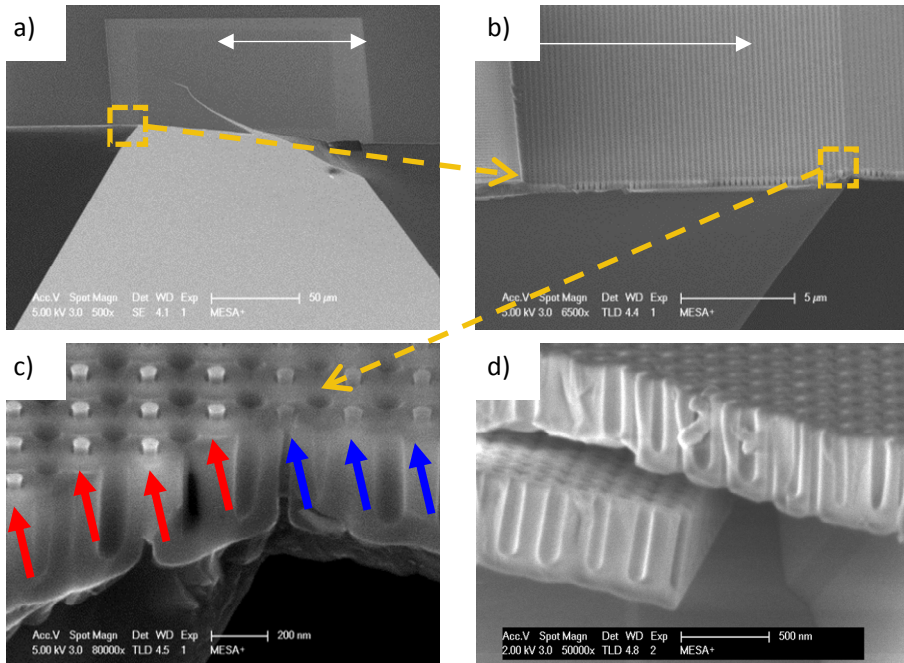 a)
Acc.V Spot Magn Det WD Exp
5.00 kV 3.0 500x SE 4.1 1 MESA+
50 µm
b)
Acc.V Spot Magn Det WD Exp
5.00 kV 3.0 6500x TLD 4.4 1 MESA+
5 µm
c)
Acc.V Spot Magn Det WD Exp
5.00 kV 3.0 80000x TLD 4.5 1 MESA+
200 nm
d)
Acc.V Spot Magn Det WD Exp
2.00 kV 3.0 50000x TLD 4.8 2 MESA+
500 nm